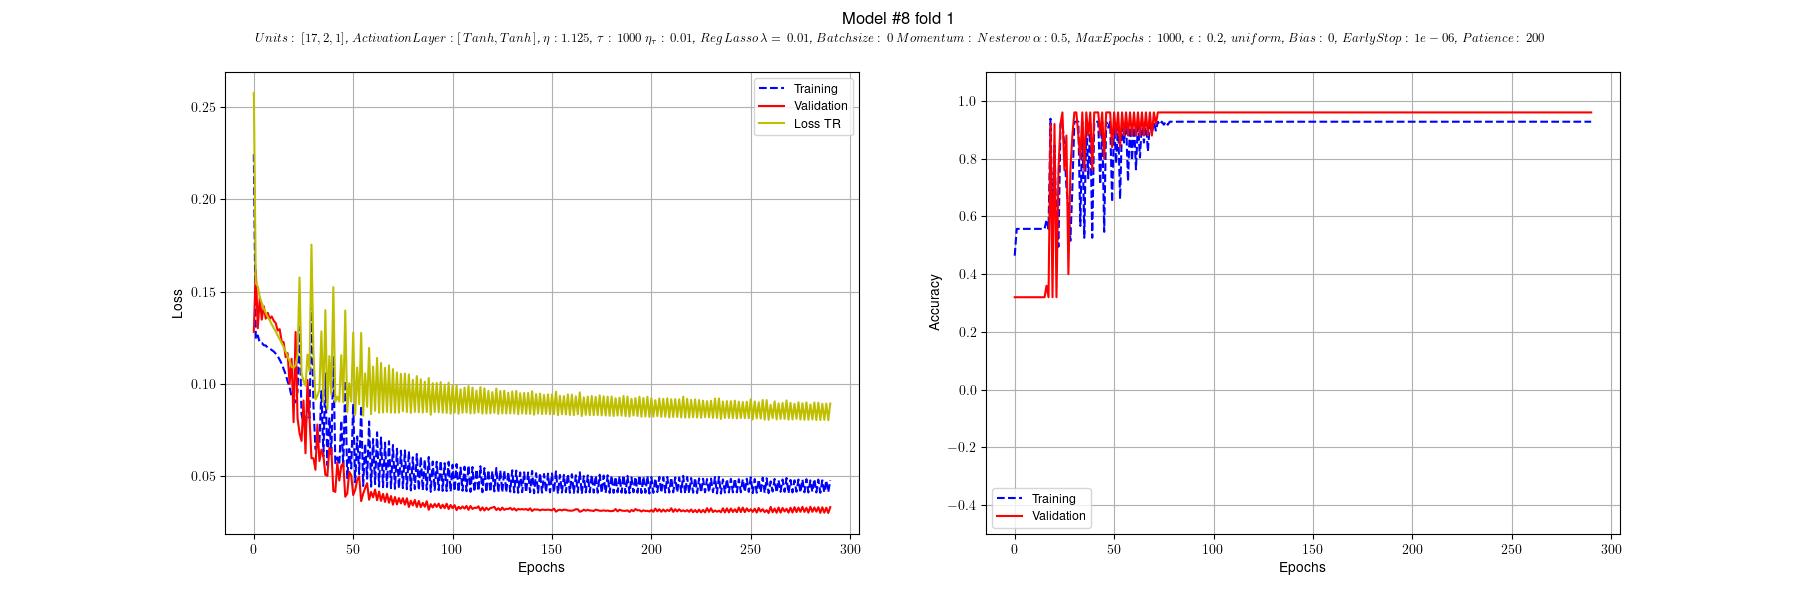 Model #8 fold 1
Units : [17, 2, 1], ActivationLayer : [Tanh, Tanh], η : 1.125, τ : 1000 ητ : 0.01, RegLasso λ = 0.01, Batchsize : 0 Momentum : Nesterov α : 0.5, MaxEpochs : 1000, ϵ : 0.2, uniform, Bias : 0, EarlyStop : 1e − 06, Patience : 200
Training
Validation
Loss TR
0.25
0.20
0.15
0.10
0.05
Loss
0 50 100 150 200 250 300
Epochs
1.0
0.8
0.6
0.4
0.2
0.0
−0.2
−0.4
Accuracy
Training
Validation
0 50 100 150 200 250 300
Epochs